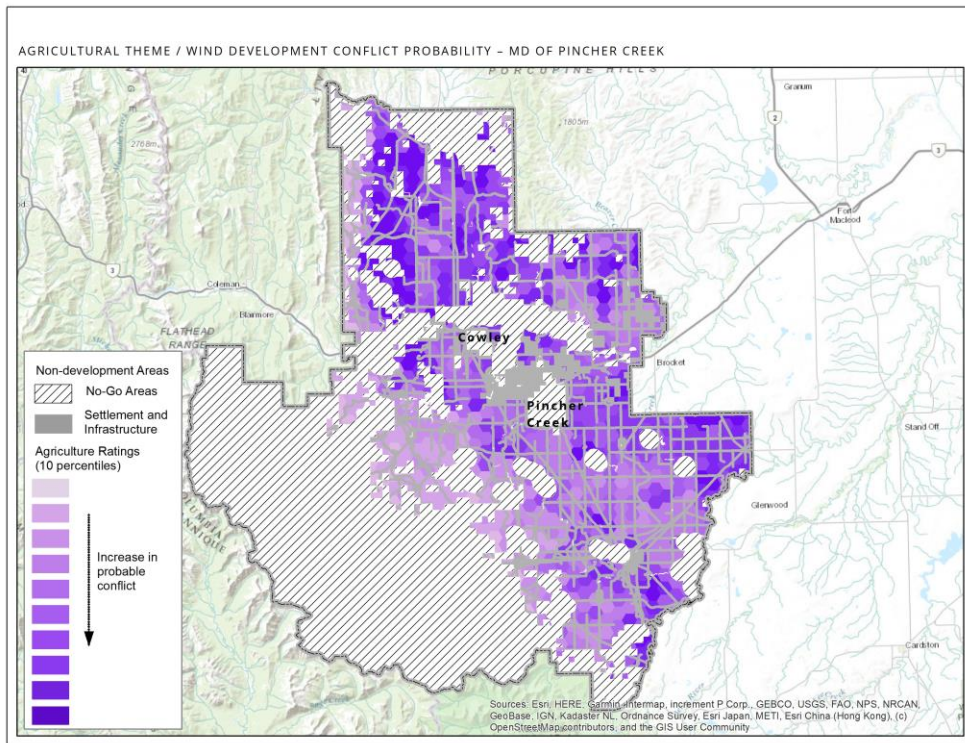 AGRICULTURAL THEME / WIND DEVELOPMENT CONFLICT PROBABILITY – MD OF PINCHER CREEK
PORCUPINE HILLS
Granum
2
1805m
2768m
3
Fort
Macleod
3
Coleman
Blairmore
FLATHEAD
RANGE
Cowley
Brocket
Pincher
Creek
Stand Off
Glenwood
Cardston
Non-development Areas
No-Go Areas
Settlement and
Infrastructure
Agriculture Ratings
(10 percentiles)
Increase in
probable
conflict
Sources: Esri, HERE, Garmin, Intermap, increment P Corp., GEBCO, USGS, FAO, NPS, NRCAN,
GeoBase, IGN, Kadaster NL, Ordnance Survey, Esri Japan, METI, Esri China (Hong Kong), (c)
OpenStreetMap contributors, and the GIS User Community